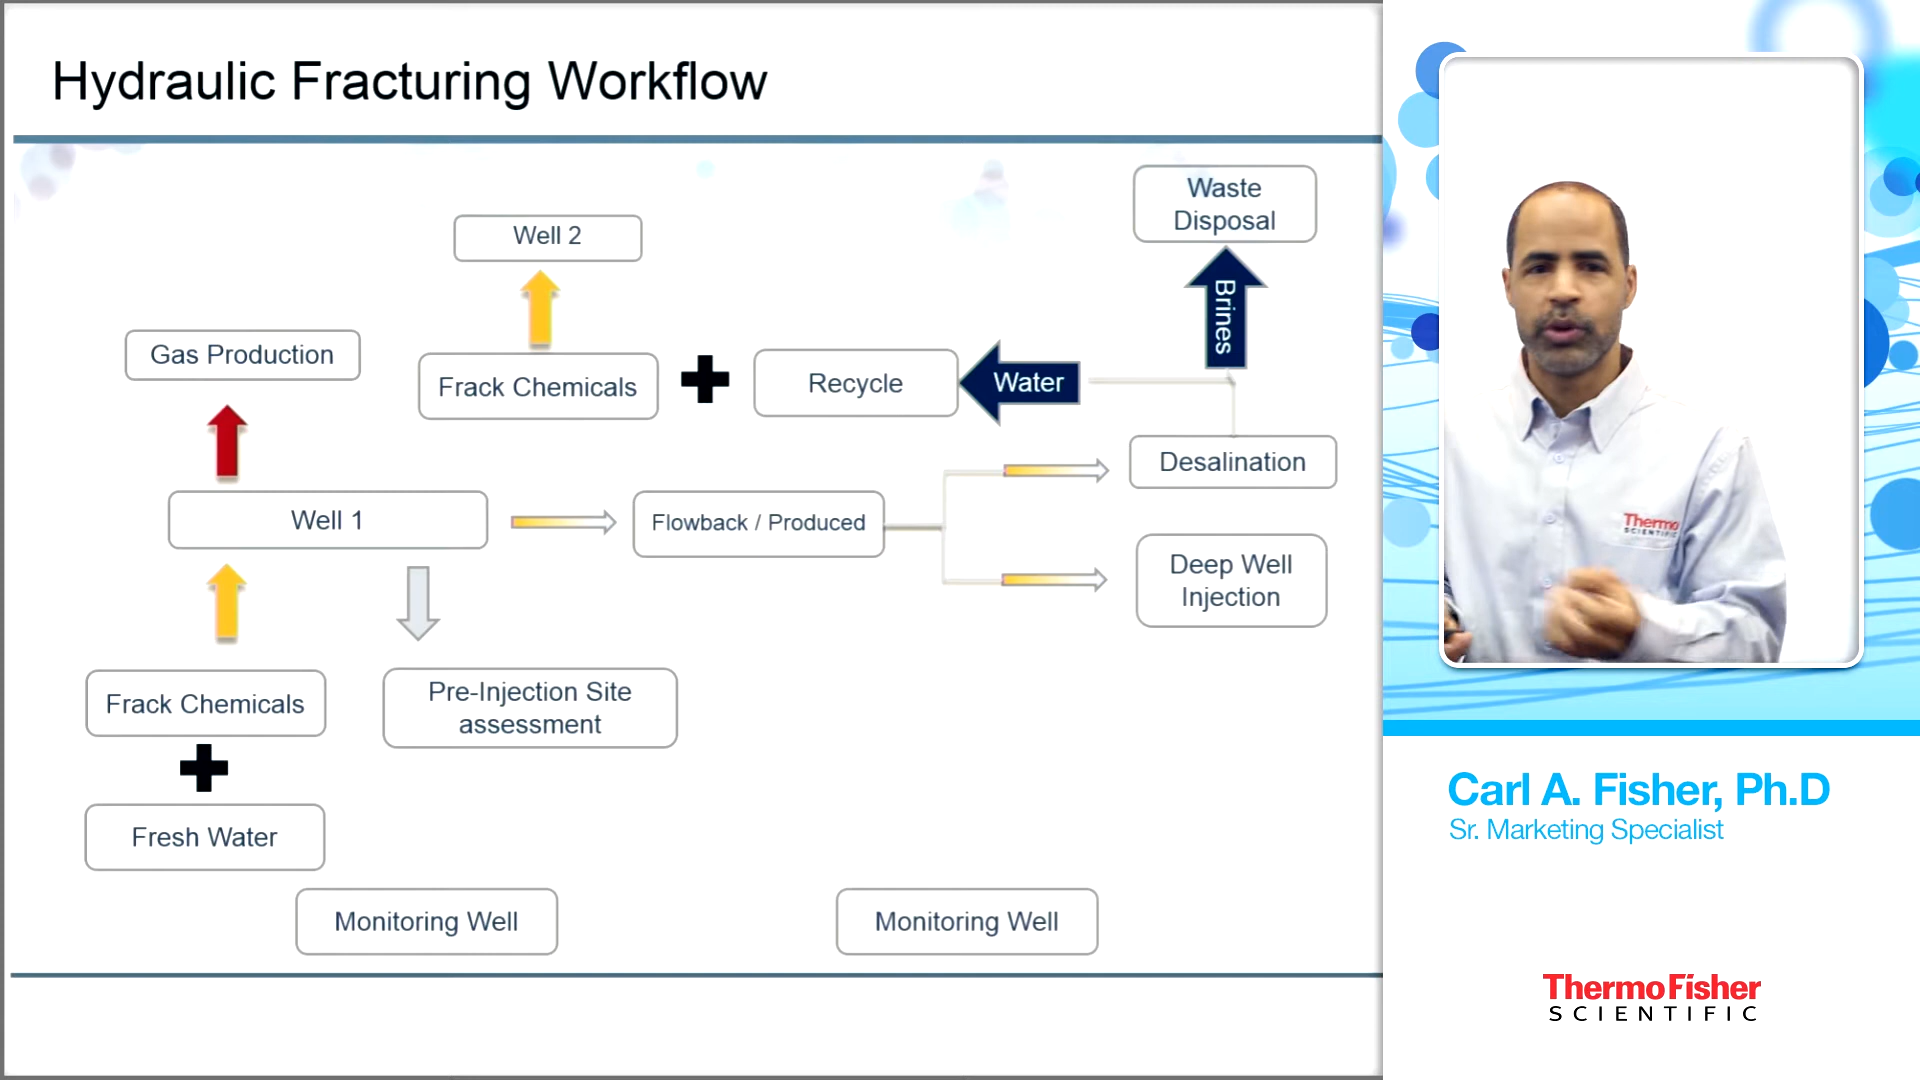 Hydraulic Fracturing Workflow
Waste
Disposal
Well 2
Brines
Gas Production
Frack Chemicals
Recycle
Water
Desalination
Well 1
Flowback / Produced
Deep Well
Injection
Frack Chemicals
Pre-Injection Site
assessment
Fresh Water
Monitoring Well
Monitoring Well
Thermo
SCIENTIFIC
Carl A. Fisher, Ph.D
Sr. Marketing Specialist
ThermoFisher
SCIENTIFIC